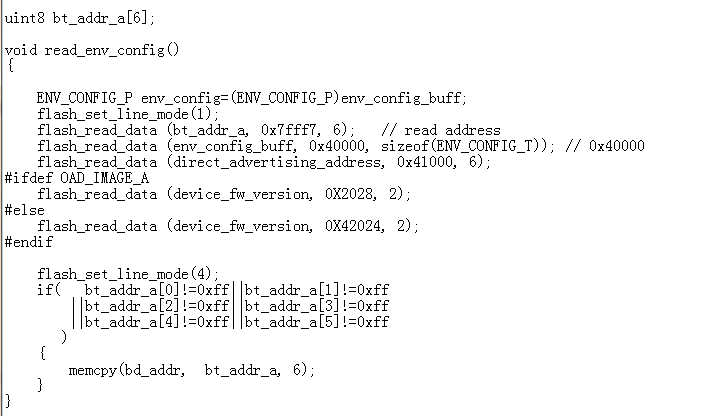 uint8 bt_addr_a[6];
void read_env_config()
{
ENV_CONFIG_P env_config=(ENV_CONFIG_P)env_config_buff;
flash_set_line_mode(1);
flash_read_data (bt_addr_a, 0x7fff7, 6);   // read address
flash_read_data (env_config_buff, 0x40000, sizeof(ENV_CONFIG_T)); // 0x40000
flash_read_data (direct_advertising_address, 0x41000, 6);
#ifdef OAD_IMAGE_A
flash_read_data (device_fw_version, 0X2028, 2);
#else
flash_read_data (device_fw_version, 0X42024, 2);
#endif
flash_set_line_mode(4);
if(   bt_addr_a[0]!=0xff||bt_addr_a[1]!=0xff
||bt_addr_a[2]!=0xff||bt_addr_a[3]!=0xff
||bt_addr_a[4]!=0xff||bt_addr_a[5]!=0xff
)
{
memcpy(bd_addr,  bt_addr_a, 6);
}
}